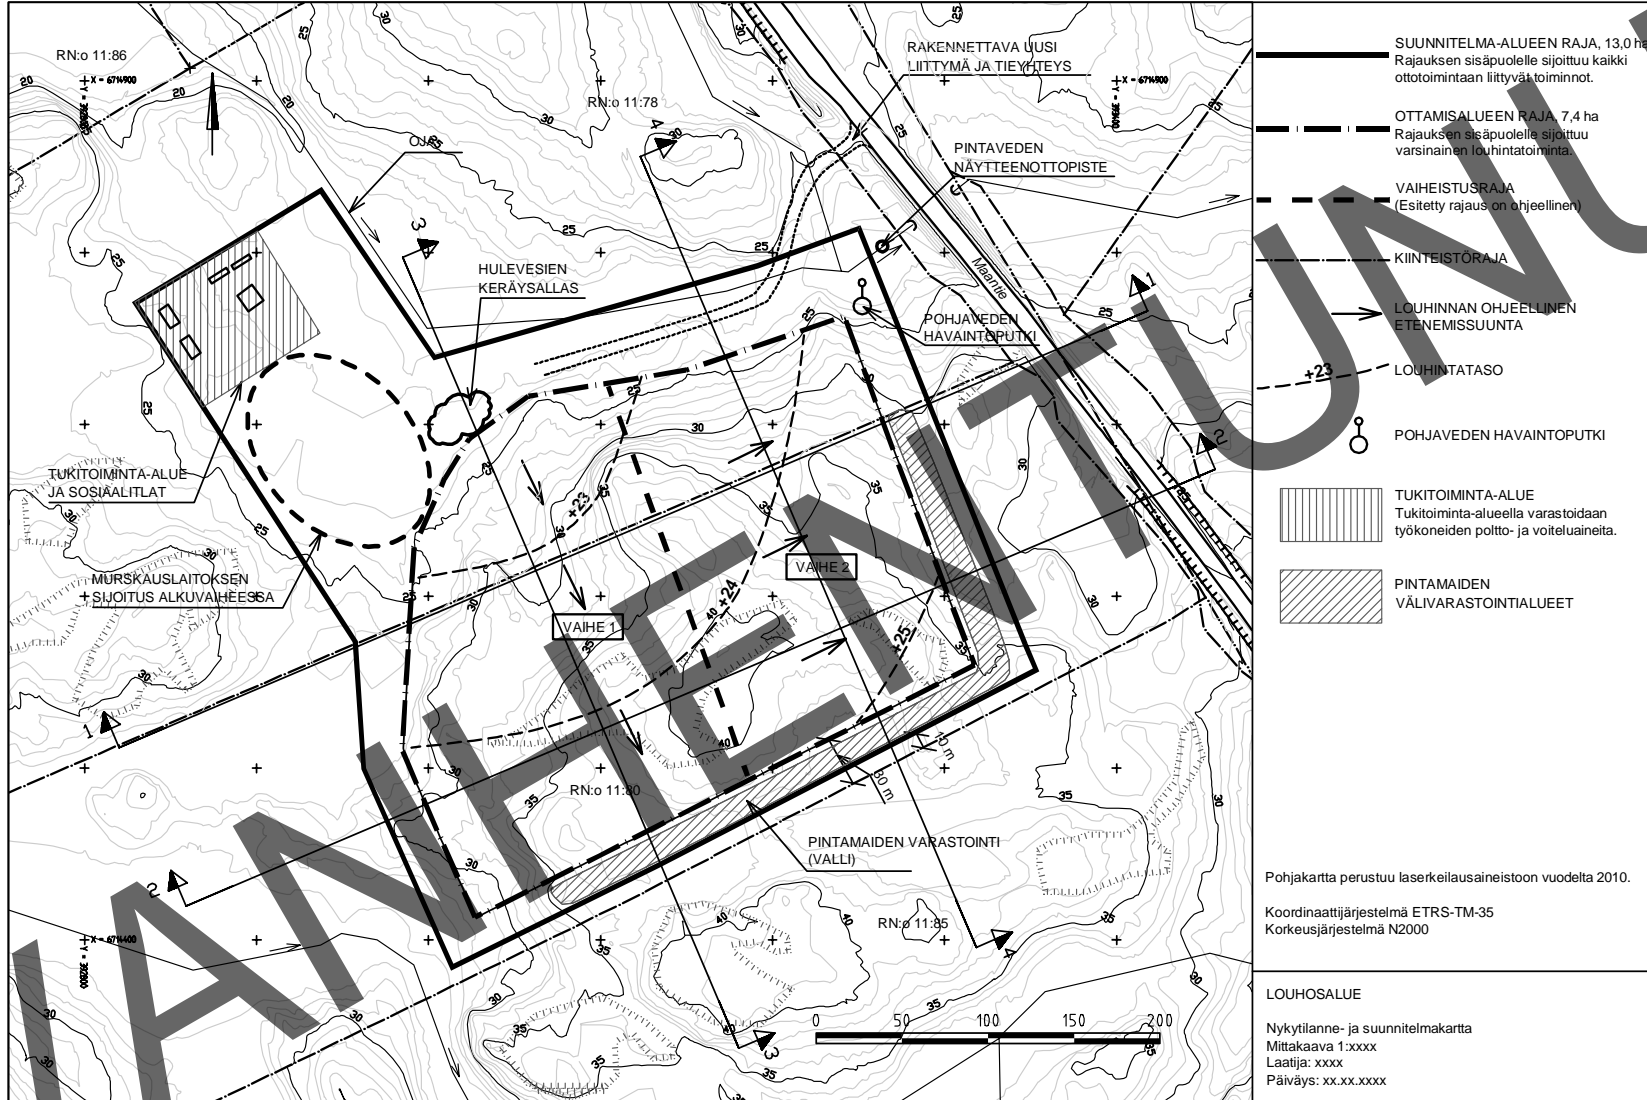 RN:o 11:86
X = 6714900
RN:o 11:78
OJA
RAKENNETTAVA UUSI
LIITTYMÄ JA TIEYHTEYS
X = 6714900
PINTAVEDEN
NÄYTTEENOTTOPISTE
HULEVESIEN
KERÄYSALLAS
Maantie
POHJAVEDEN
HAVAINTOPUTKI
TUKITOIMINTA-ALUE
JA SOSIAALITILAT
MURSKAUSLAITOKSEN
SIJOITUS ALKUVAIHEESSA
+23
VAIHE 2
+24
VAIHE 1
+25
RN:o 11:80
10 m
30 m
PINTAMAIDEN VARASTOINTI
(VALLI)
RN:o 11:85
X = 6714400
0 50 100 150 200
VANHENTUNUT
SUUNNITELMA-ALUEEN RAJA, 13,0 ha
Rajauksen sisäpuolelle sijoittuu kaikki
ottotoimintaan liittyvät toiminnot.
OTTAMISALUEEN RAJA, 7,4 ha
Rajauksen sisäpuolelle sijoittuu
varsinainen louhintatoiminta.
VAIHEISTUSRAJA
(Esitetty rajaus on ohjeellinen)
KIINTEISTÖRAJA
LOUHINNAN OHJEELLINEN
ETENEMISSUUNTA
+23
LOUHINTATASO
POHJAVEDEN HAVAINTOPUTKI
TUKITOIMINTA-ALUE
Tukitoiminta-alueella varastoidaan
työkoneiden poltto- ja voiteluaineita.
PINTAMAIDEN
VÄLIVARASTOINTIALUEET
Pohjakartta perustuu laserkeilausaineistoon vuodelta 2010.
Koordinaattijärjestelmä ETRS-TM-35
Korkeusjärjestelmä N2000
LOUHOSALUE
Nykytilanne- ja suunnitelmakartta
Mittakaava 1:xxxx
Laatija: xxxx
Päiväys: xx.xx.xxxx